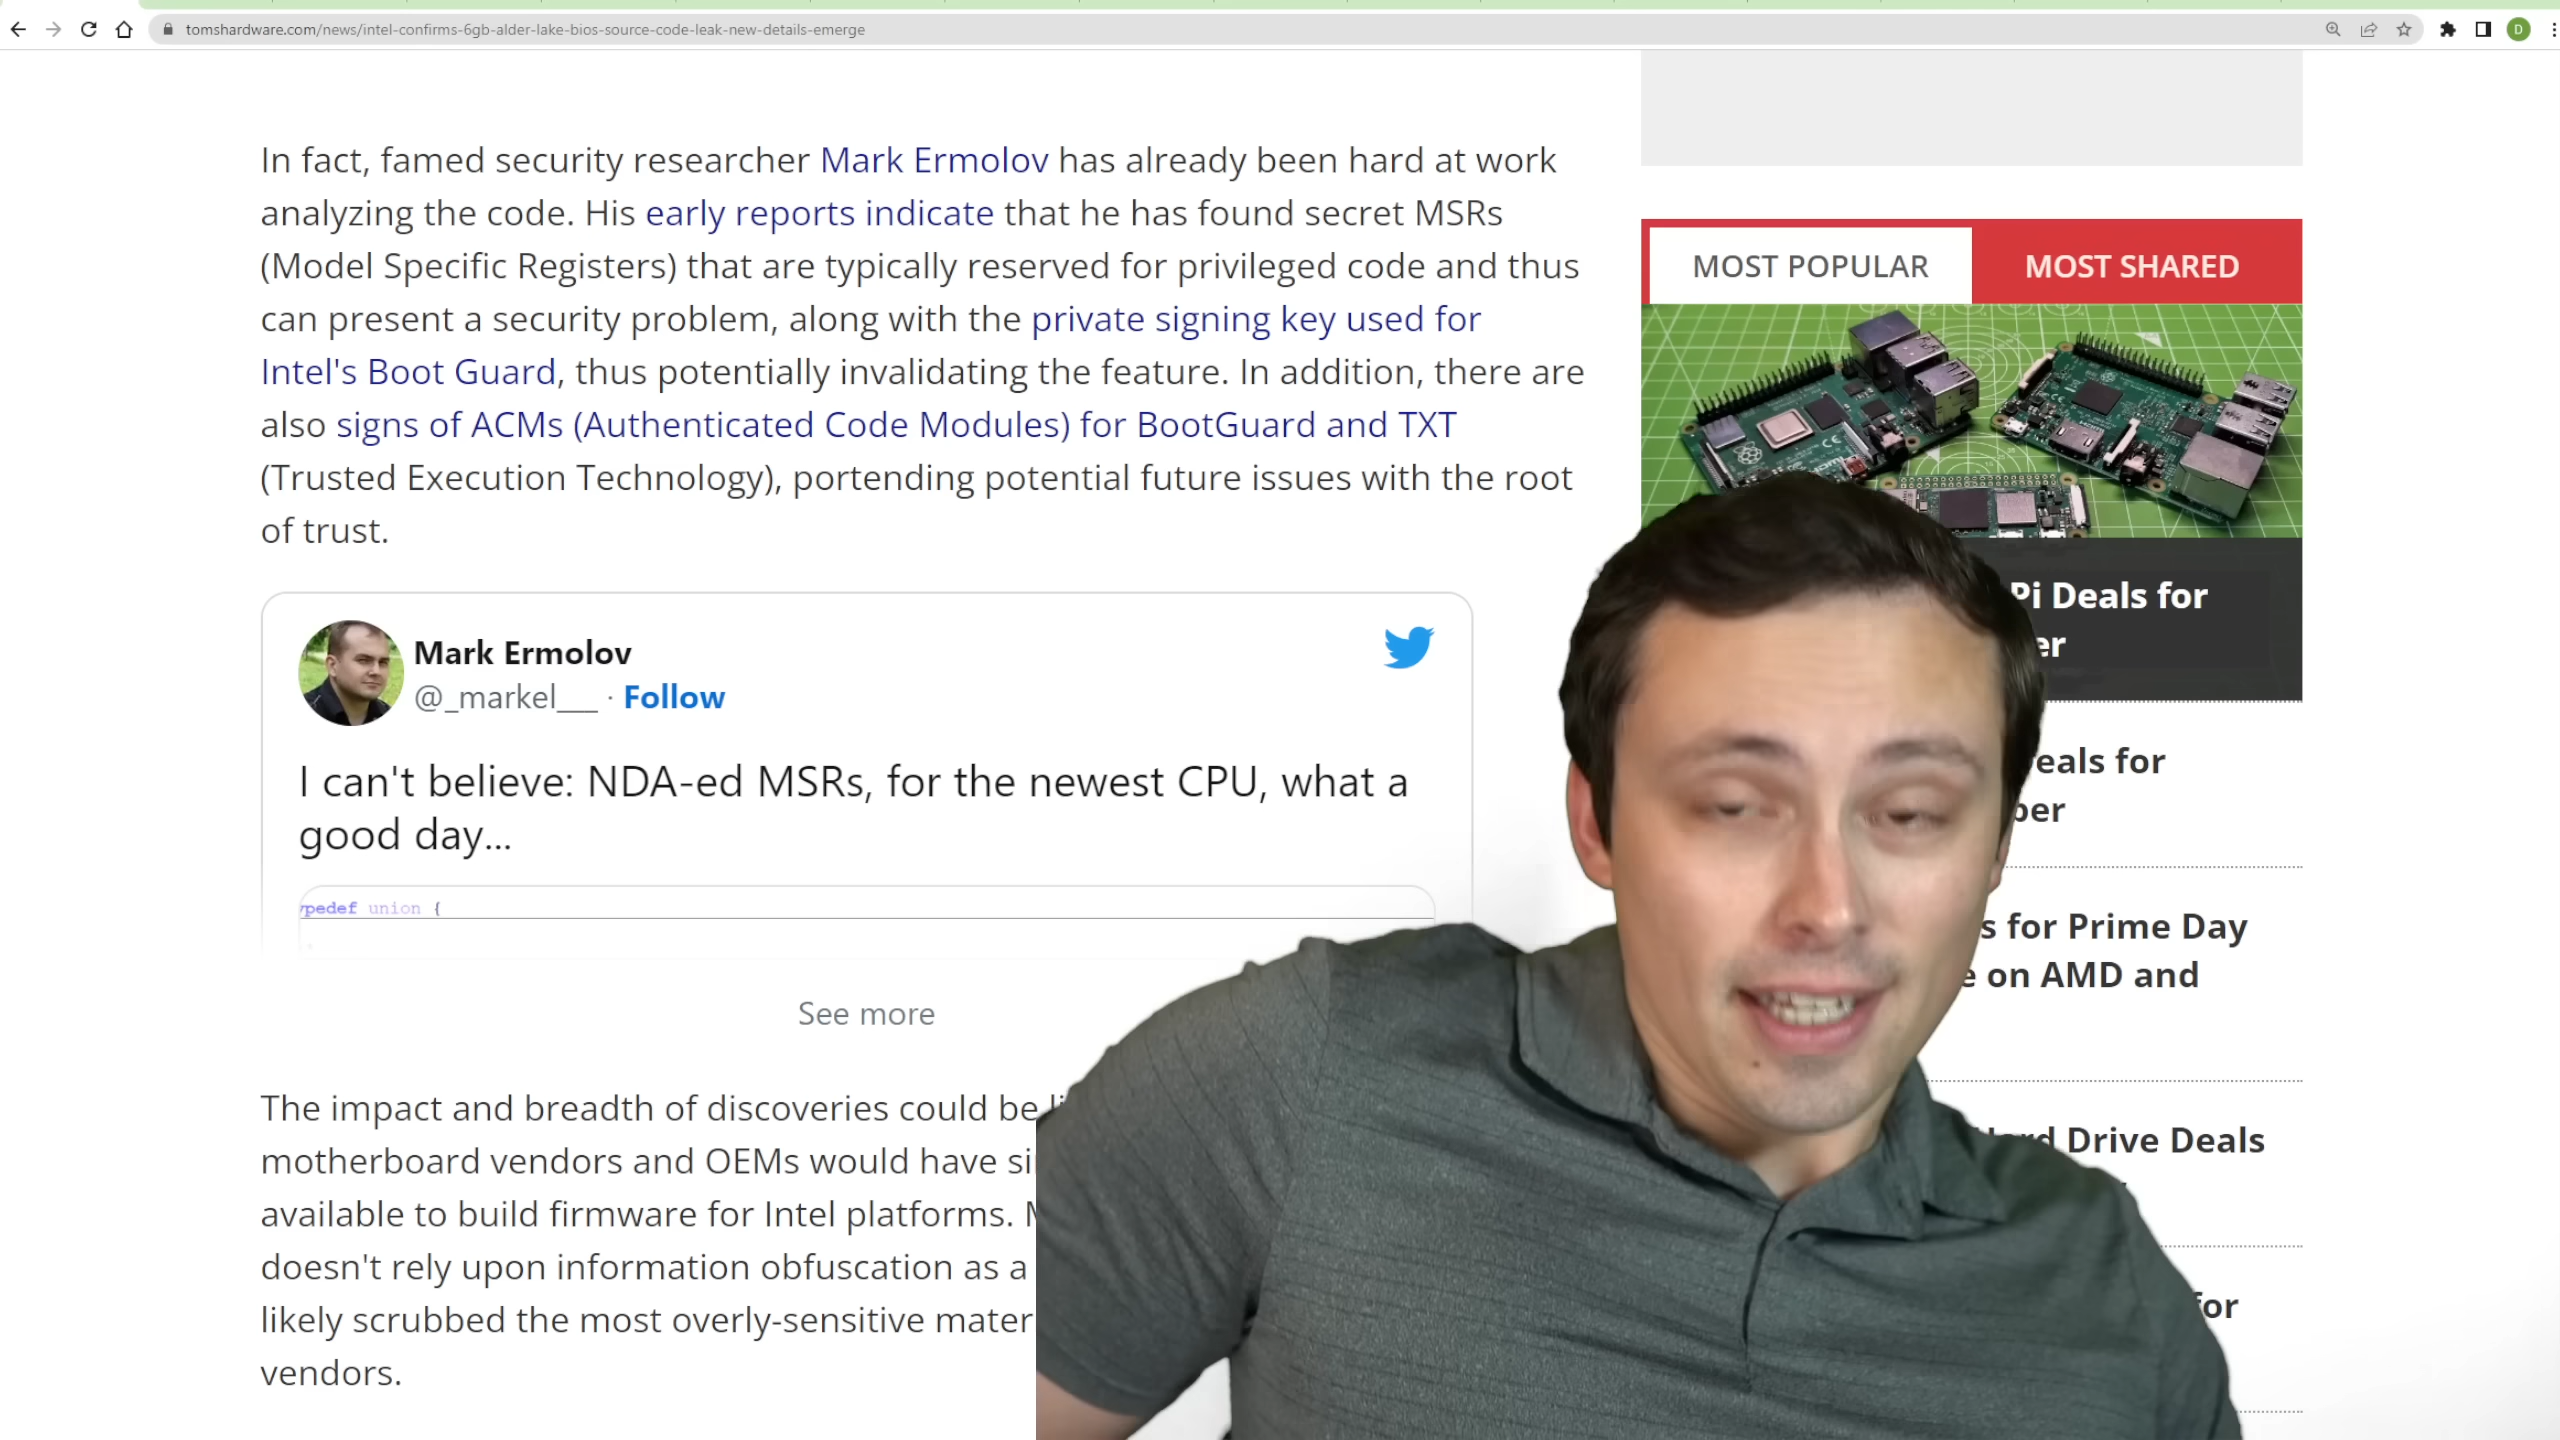 tomshardware.com/news/intel-confirms-6gb-alder-lake-bios-source-code-leak-new-details-emerge
D
In fact, famed security researcher Mark Ermolov has already been hard at work
analyzing the code. His early reports indicate that he has found secret MSRs
(Model Specific Registers) that are typically reserved for privileged code and thus
can present a security problem, along with the private signing key used for
Intel's Boot Guard, thus potentially invalidating the feature. In addition, there are
also signs of ACMs (Authenticated Code Modules) for BootGuard and TXT
(Trusted Execution Technology), portending potential future issues with the root
of trust.
Mark Ermolov
@_markel___ · Follow
I can't believe: NDA-ed MSRs, for the newest CPU, what a
good day...
ypedef union {
See more
The impact and breadth of discoveries could be
motherboard vendors and OEMs would have
available to build firmware for Intel platforms.
doesn't rely upon information obfuscation as a
likely scrubbed the most overly-sensitive mater
vendors.
MOST POPULAR
MOST SHARED
Pi Deals for
er
eals for
ber
s for Prime Day
e on AMD and
Hard Drive Deals
for